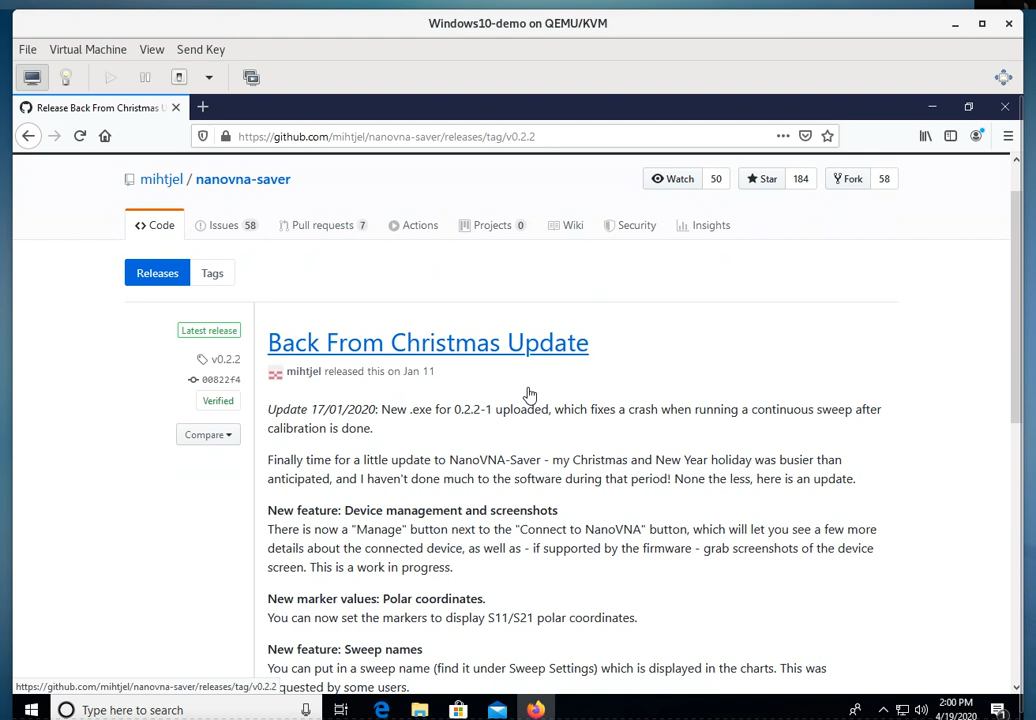 Windows10-demo on QEMU/KVM
File Virtual Machine View Send Key
Release Back From Christmas U
https://github.com/mihtjel/nanovna-saver/releases/tag/v0.2.2
mihtjel / nanovna-saver
Watch 50 Star 184 Fork 58
Code Issues 58 Pull requests 7 Actions Projects 0 Wiki Security Insights
Releases Tags
Latest release
v0.2.2
00822f4
Verified
Compare
Back From Christmas Update
mihtjel released this on Jan 11
Update 17/01/2020: New .exe for 0.2.2-1 uploaded, which fixes a crash when running a continuous sweep after
calibration is done.
Finally time for a little update to NanoVNA-Saver - my Christmas and New Year holiday was busier than
anticipated, and I haven't done much to the software during that period! None the less, here is an update.
New feature: Device management and screenshots
There is now a "Manage" button next to the "Connect to NanoVNA" button, which will let you see a few more
details about the connected device, as well as - if supported by the firmware - grab screenshots of the device
screen. This is a work in progress.
New marker values: Polar coordinates.
You can now set the markers to display S11/S21 polar coordinates.
New feature: Sweep names
You can put in a sweep name (find it under Sweep Settings) which is displayed in the charts. This was
quested by some users.
https://github.com/mihtjel/nanovna-saver/releases/tag/v0.2.2
Type here to search
2:00 PM
4/19/2020